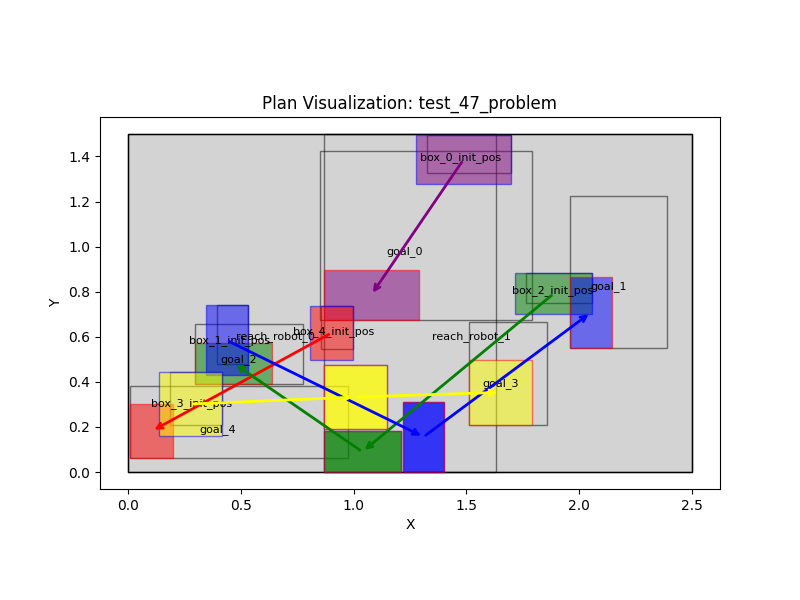 Plan Visualization: test_47_problem
Y
1.4
1.2
1.0
0.8
0.6
0.4
0.2
0.0
box_0_init_pos
goal_0
box_2_init_pos
goal_1
box_1_init_pos
reach_robot_0
box_4_init_pos
reach_robot_1
goal_2
goal_3
box_3_init_pos
goal_4
0.0
0.5
1.0
1.5
2.0
2.5
X